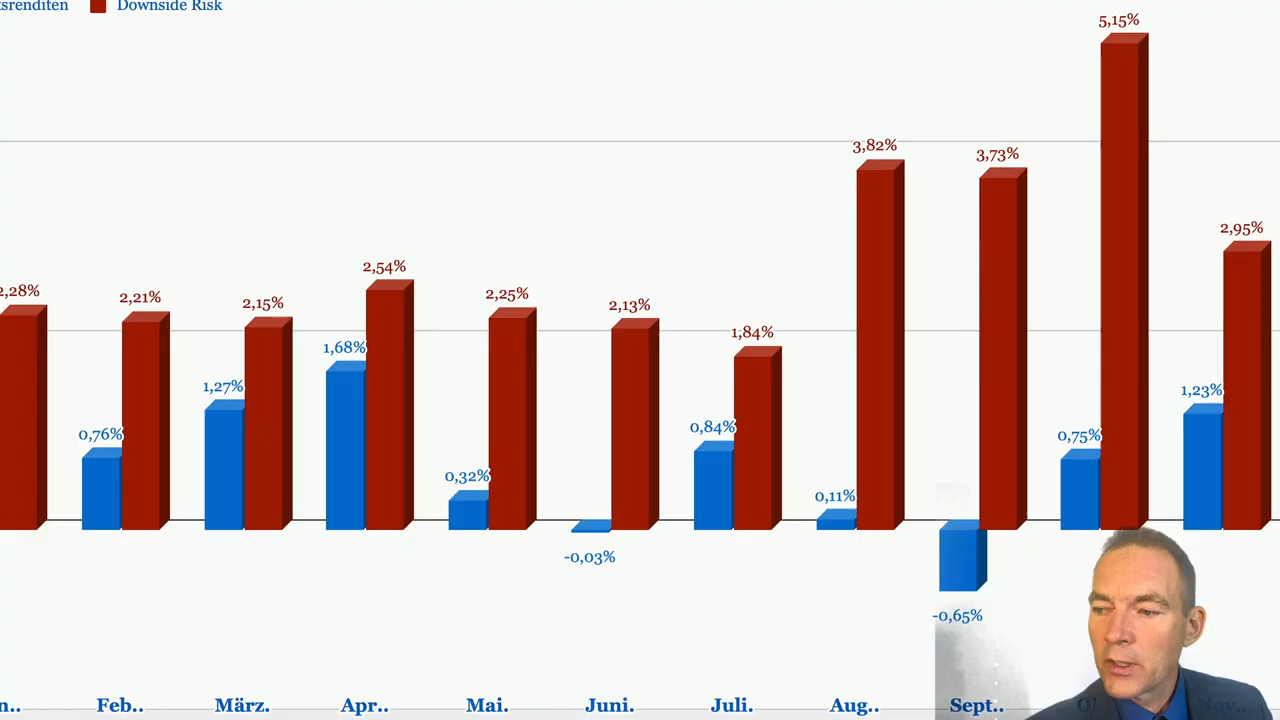 tsrenditen Downside Risk
5,15%
3,82%
3,73%
2,95%
2,28% 2,21% 2,15% 2,54% 2,25% 2,13% 1,84%
0,76% 1,27% 1,68% 0,32% 0,84% 0,11% 0,75% 1,23%
-0,03%
-0,65%
n.. Feb.. März. Apr.. Mai. Juni. Juli. Aug.. Sept.. Nov..